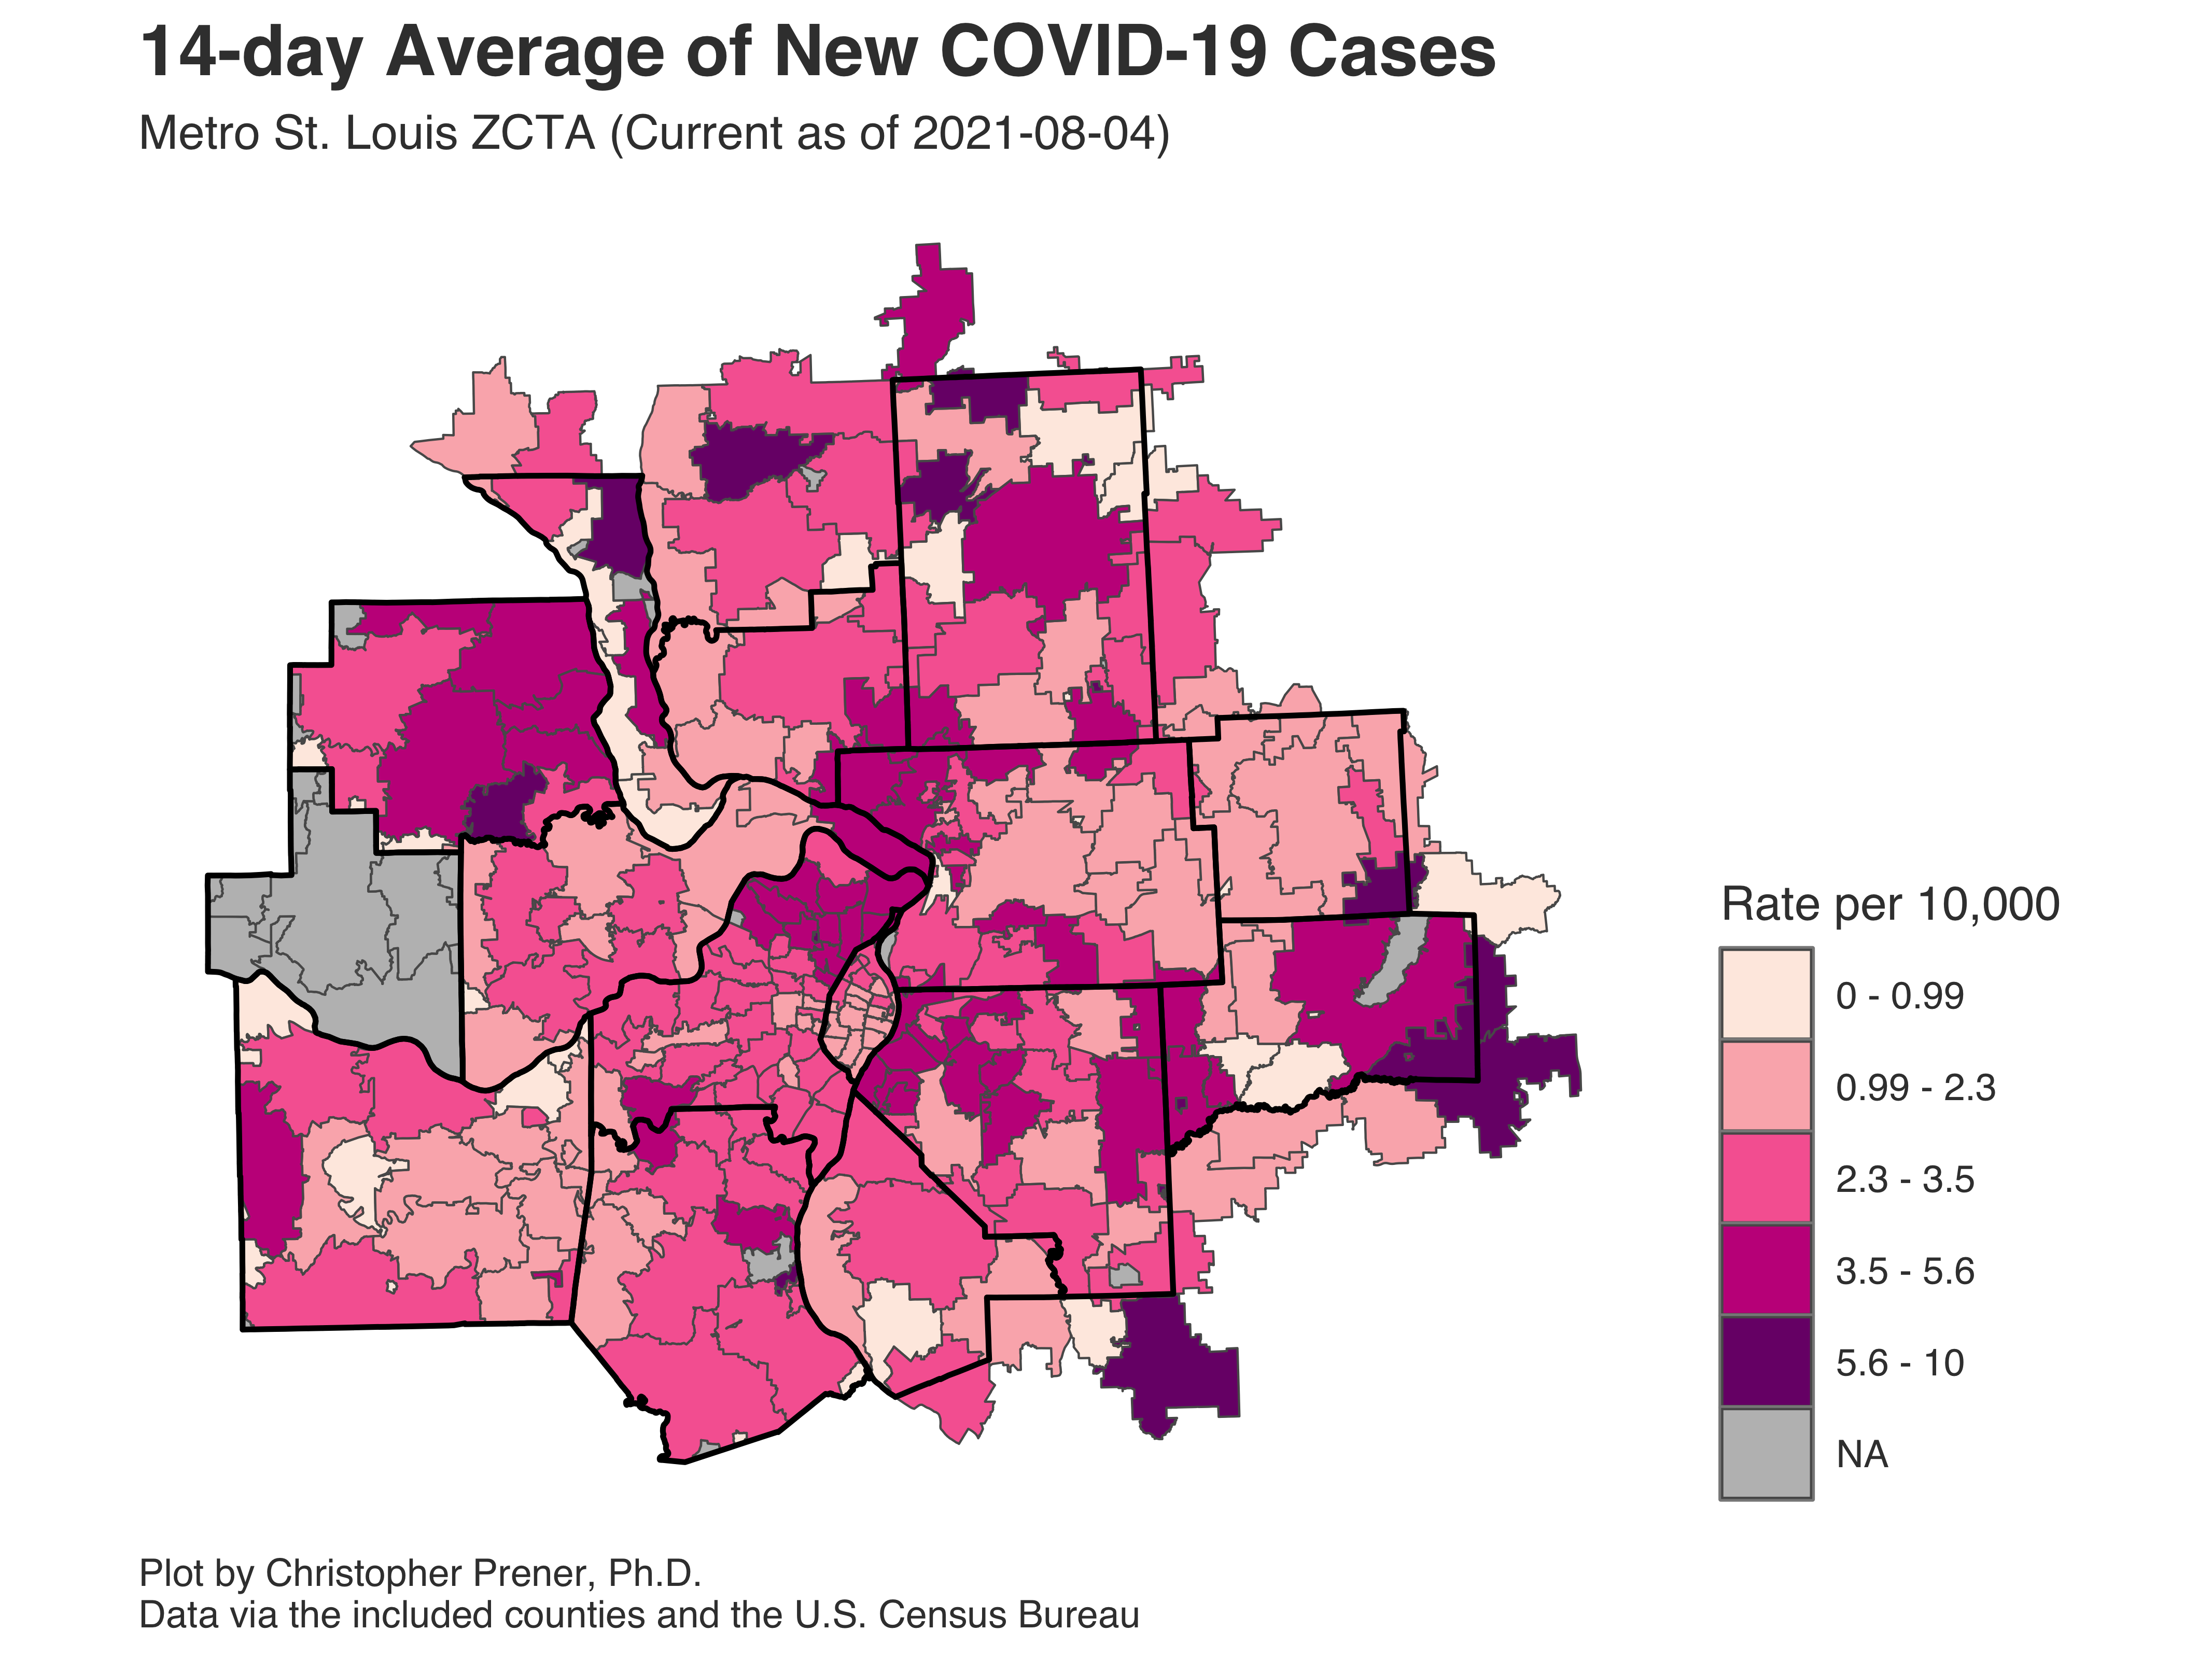 14-day Average of New COVID-19 Cases
Metro St. Louis ZCTA (Current as of 2021-08-04)
Rate per 10,000
0 - 0.99
0.99 - 2.3
2.3 - 3.5
3.5 - 5.6
5.6 - 10
NA
Plot by Christopher Prener, Ph.D.
Data via the included counties and the U.S. Census Bureau